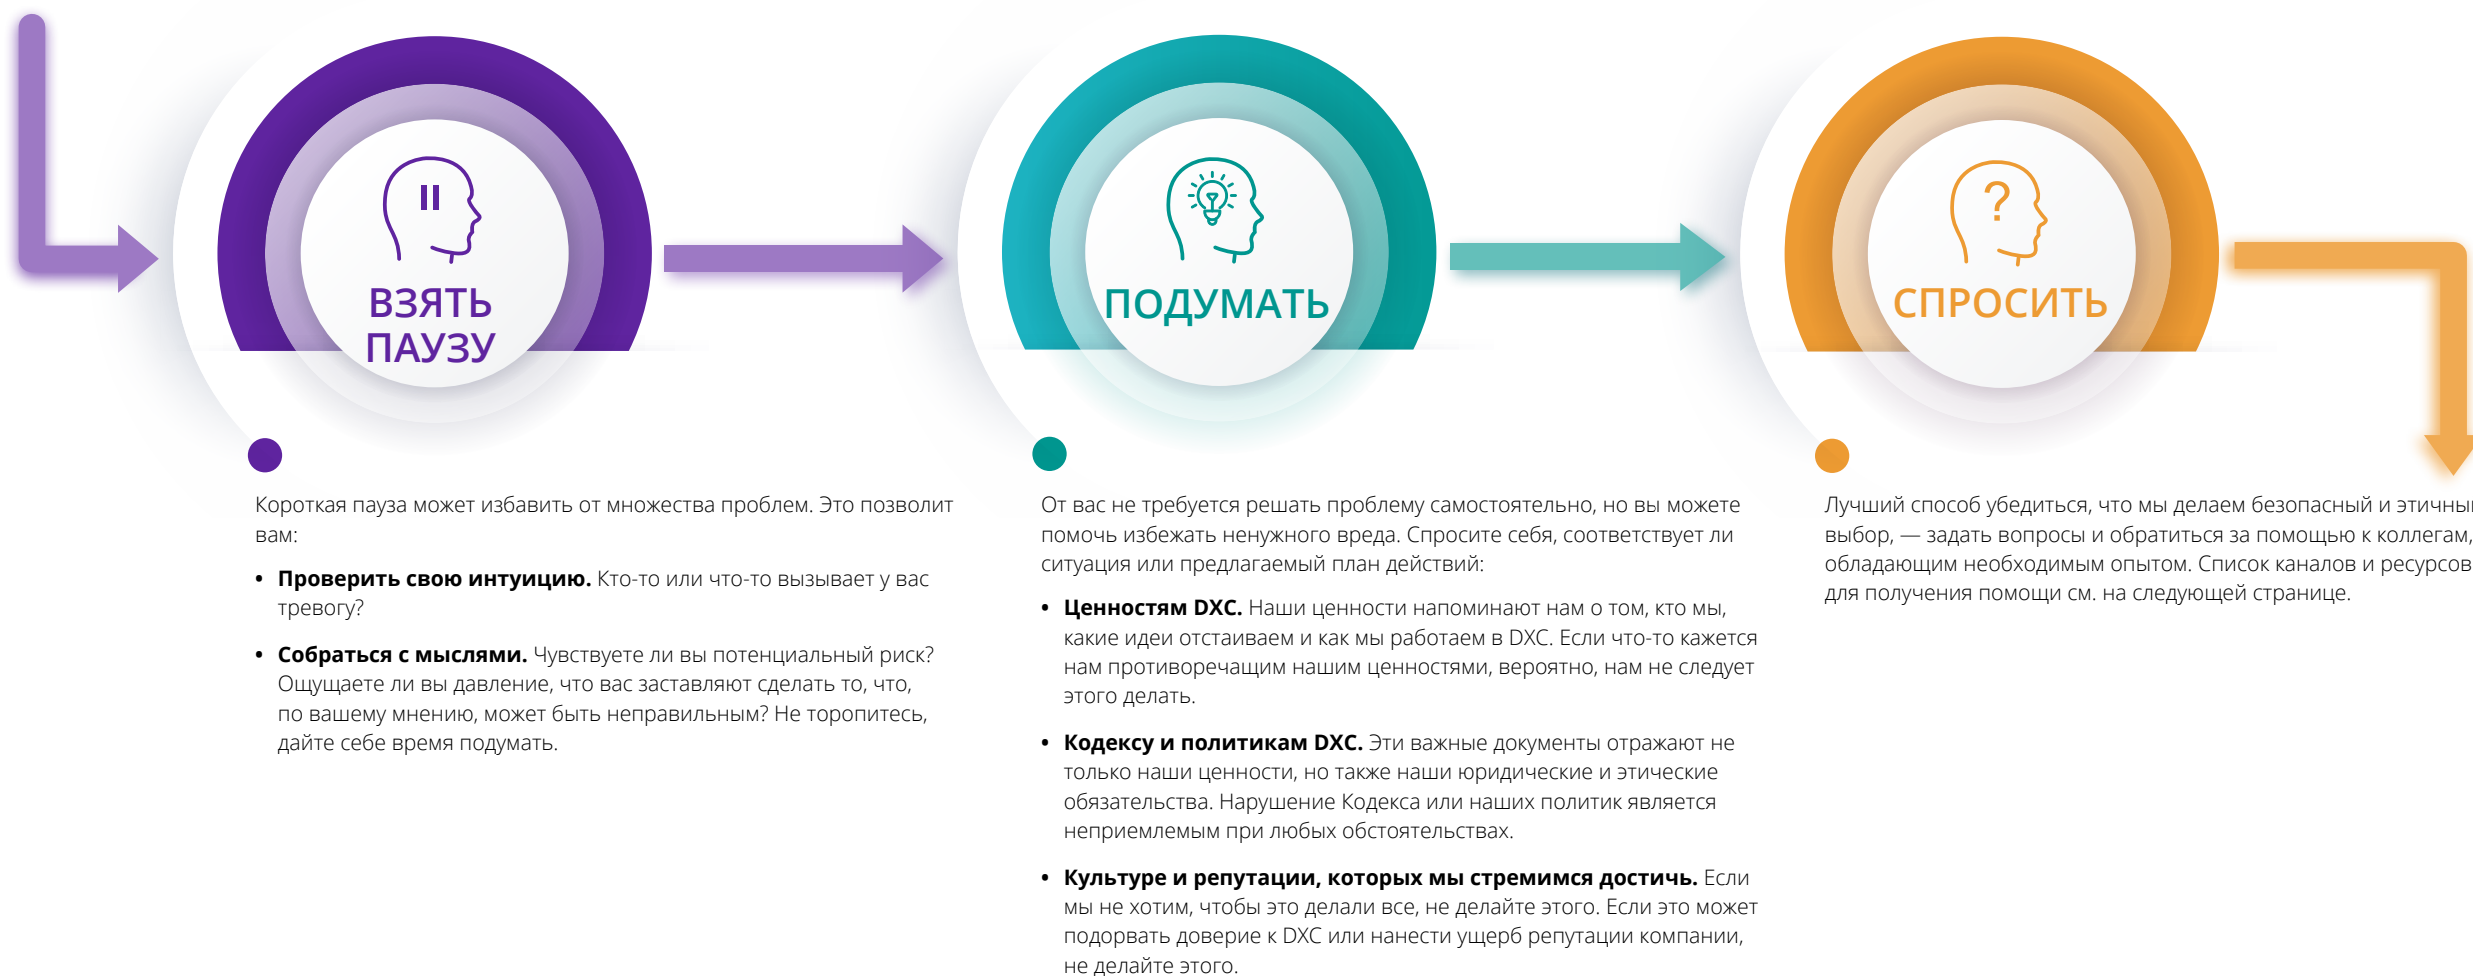 ВЗЯТЬ
ПАУЗУ
Короткая пауза может избавить от множества проблем. Это позволит
вам:
• Проверить свою интуицию. Кто-то или что-то вызывает у вас
тревогу?
• Собраться с мыслями. Чувствуете ли вы потенциальный риск?
Ощущаете ли вы давление, что вас заставляют сделать то, что,
по вашему мнению, может быть неправильным? Не торопитесь,
дайте себе время подумать.
ПОДУМАТЬ
От вас не требуется решать проблему самостоятельно, но вы можете
помочь избежать ненужного вреда. Спросите себя, соответствует ли
ситуация или предлагаемый план действий:
• Ценностям DXC. Наши ценности напоминают нам о том, кто мы,
какие идеи отстаиваем и как мы работаем в DXC. Если что-то кажется
нам противоречащим нашим ценностями, вероятно, нам не следует
этого делать.
• Кодексу и политикам DXC. Эти важные документы отражают не
только наши ценности, но также наши юридические и этические
обязательства. Нарушение Кодекса или наших политик является
неприемлемым при любых обстоятельствах.
• Культуре и репутации, которых мы стремимся достичь. Если
мы не хотим, чтобы это делали все, не делайте этого. Если это может
подорвать доверие к DXC или нанести ущерб репутации компании,
не делайте этого.
СПРОСИТЬ
Лучший способ убедиться, что мы делаем безопасный и этичный
выбор, — задать вопросы и обратиться за помощью к коллегам,
обладающим необходимым опытом. Список каналов и ресурсов
для получения помощи см. на следующей странице.